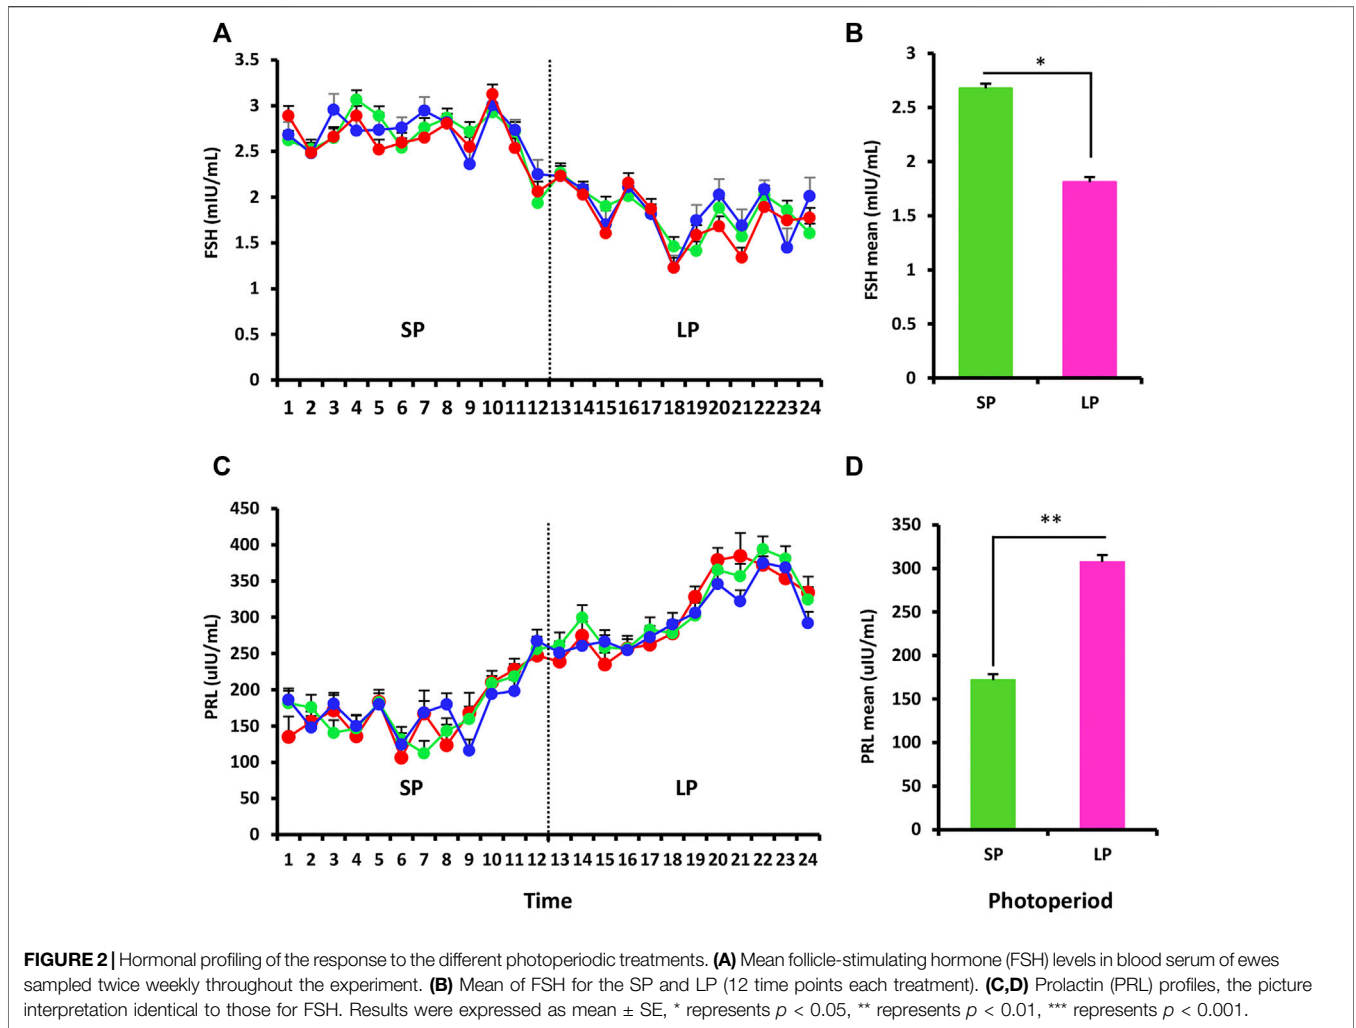 A
3.5
3
2.5
2
1.5
1
0.5
0
FSH (mIU/mL)
SP
LP
1 2 3 4 5 6 7 8 9 10 11 12 13 14 15 16 17 18 19 20 21 22 23 24
B
3
2.5
2
1.5
1
0.5
0
FSH mean (mIU/mL)
*
SP LP
C
450
400
350
300
250
200
150
100
50
0
PRL (uIU/mL)
SP
LP
1 2 3 4 5 6 7 8 9 10 11 12 13 14 15 16 17 18 19 20 21 22 23 24
Time
D
350
300
250
200
150
100
50
0
PRL mean (uIU/mL)
**
SP LP
Photoperiod
FIGURE 2 | Hormonal profiling of the response to the different photoperiodic treatments. (A) Mean follicle-stimulating hormone (FSH) levels in blood serum of ewes
sampled twice weekly throughout the experiment. (B) Mean of FSH for the SP and LP (12 time points each treatment). (C,D) Prolactin (PRL) profiles, the picture
interpretation identical to those for FSH. Results were expressed as mean ± SE, * represents p < 0.05, ** represents p < 0.01, *** represents p < 0.001.